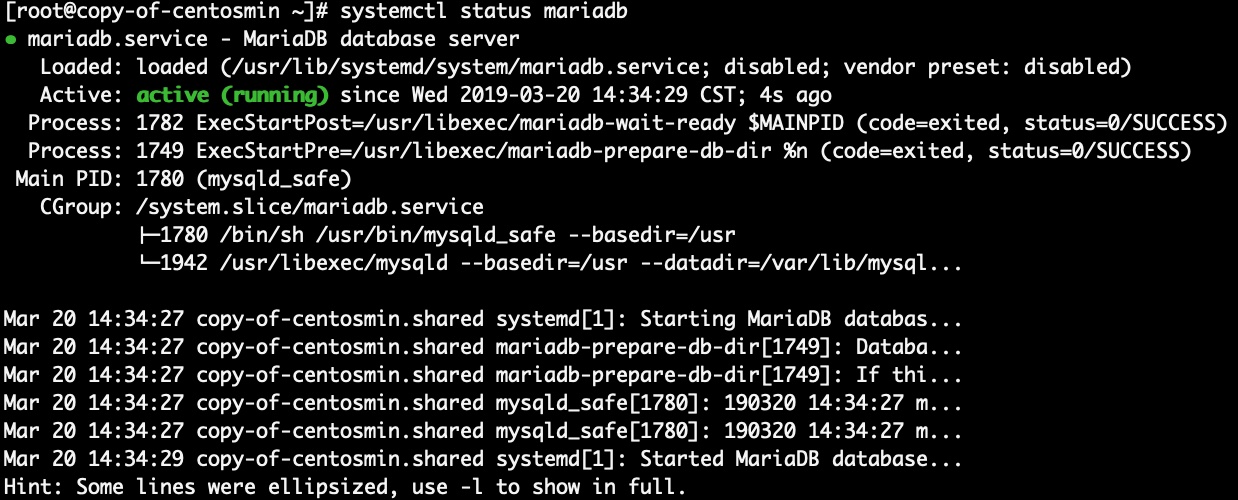 [root@copy-of-centosmin ~]# systemctl status mariadb
● mariadb.service - MariaDB database server
   Loaded: loaded (/usr/lib/systemd/system/mariadb.service; disabled; vendor preset: disabled)
   Active: active (running) since Wed 2019-03-20 14:34:29 CST; 4s ago
  Process: 1782 ExecStartPost=/usr/libexec/mariadb-wait-ready $MAINPID (code=exited, status=0/SUCCESS)
  Process: 1749 ExecStartPre=/usr/libexec/mariadb-prepare-db-dir %n (code=exited, status=0/SUCCESS)
 Main PID: 1780 (mysqld_safe)
   CGroup: /system.slice/mariadb.service
           ├─1780 /bin/sh /usr/bin/mysqld_safe --basedir=/usr
           └─1942 /usr/libexec/mysqld --basedir=/usr --datadir=/var/lib/mysql...

Mar 20 14:34:27 copy-of-centosmin.shared systemd[1]: Starting MariaDB databas...
Mar 20 14:34:27 copy-of-centosmin.shared mariadb-prepare-db-dir[1749]: Databa...
Mar 20 14:34:27 copy-of-centosmin.shared mariadb-prepare-db-dir[1749]: If thi...
Mar 20 14:34:27 copy-of-centosmin.shared mysqld_safe[1780]: 190320 14:34:27 m...
Mar 20 14:34:27 copy-of-centosmin.shared mysqld_safe[1780]: 190320 14:34:27 m...
Mar 20 14:34:29 copy-of-centosmin.shared systemd[1]: Started MariaDB database...
Hint: Some lines were ellipsized, use -l to show in full.